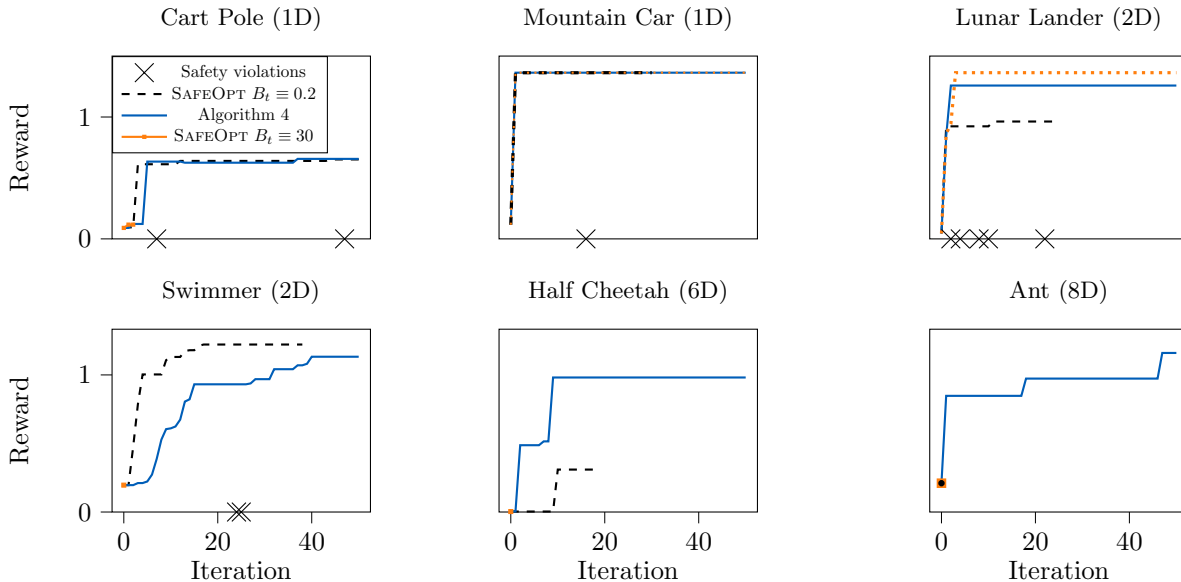 Cart Pole (1D)
Mountain Car (1D)
Lunar Lander (2D)
Safety violations
SAFEOPT B_t ≡ 0.2
Algorithm 4
SAFEOPT B_t ≡ 30
Reward
1
0
Swimmer (2D)
Half Cheetah (6D)
Ant (8D)
Reward
1
0
0 20 40
0 20 40
0 20 40
Iteration
Iteration
Iteration